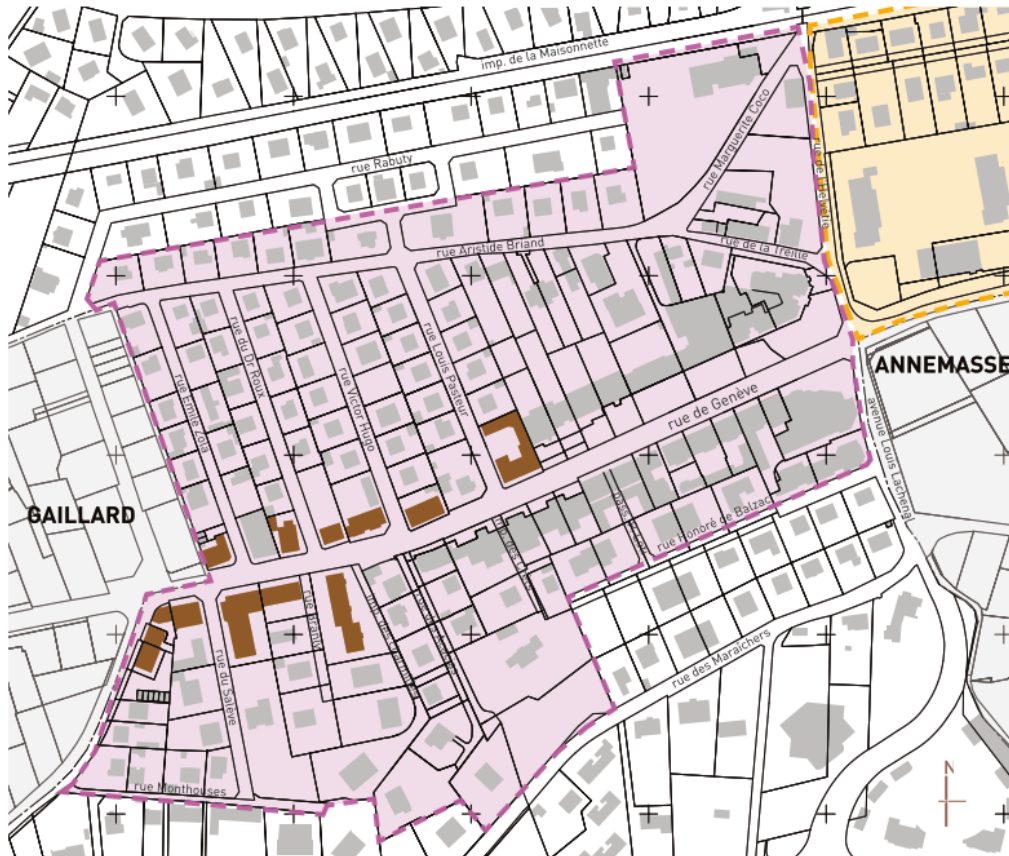 imp. de la Maisonnette
rue Rabuty
rue Marguerite Coco
rue de l'Helvétie
rue Aristide Briand
rue de la Treille
rue du Dr Roux
rue Louis Pasteur
rue Emile Zola
rue Victor Hugo
rue de Genève
ANNEMASSE
avenue Louis Lachenal
GAILLARD
rue Honoré de Balzac
rue Branly
rue du Salève
rue des Maraîchers
rue Monthouses
N